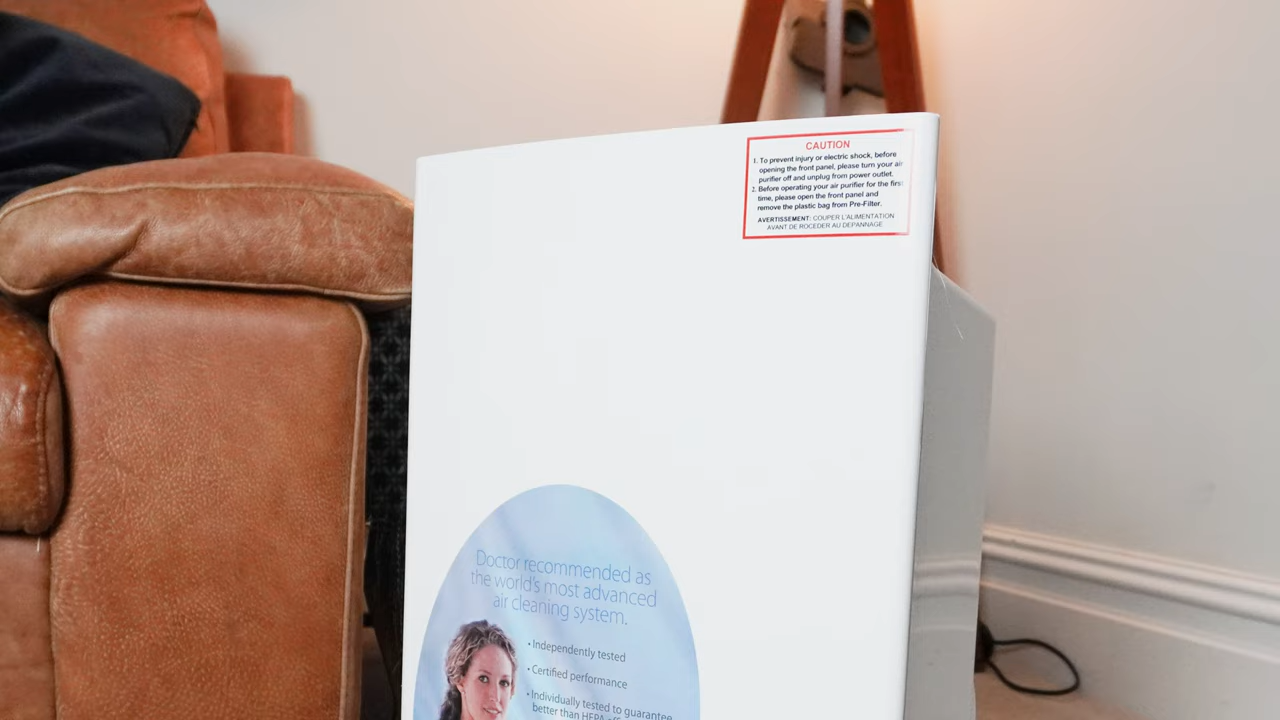 CAUTION
1. To prevent injury or electric shock, before
opening the front panel, please turn your air
purifier off and unplug from power outlet.
2. Before operating your air purifier for the first
time, please open the front panel and
remove the plastic bag from Pre-Filter.
AVERTISSEMENT: COUPER L'ALIMENTATION
AVANT DE ROCEDER AU DEPANNAGE
Doctor recommended as
the world's most advanced
air cleaning system.
• Independently tested
• Certified performance
• Individually tested to guarantee
better than HEPA